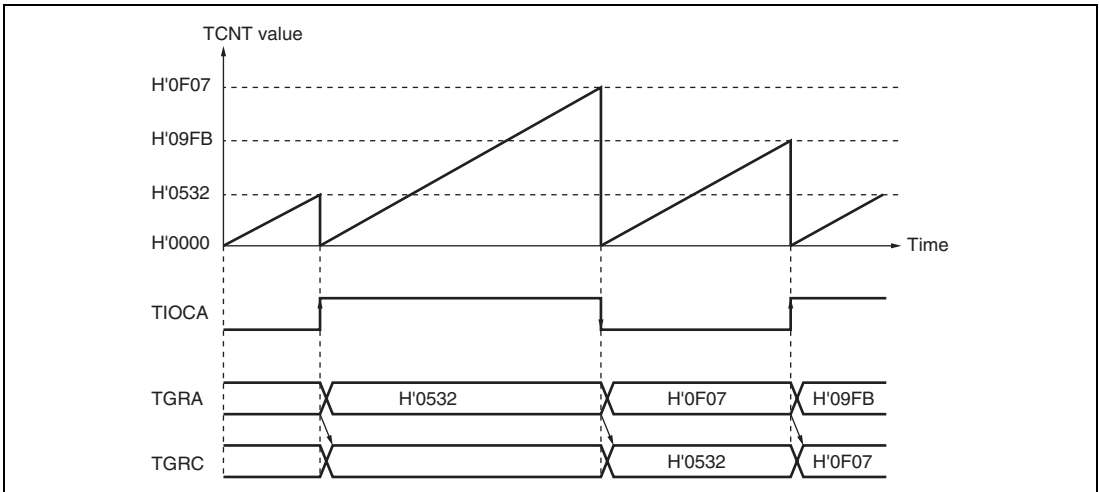 TCNT value
H'0F07
H'09FB
H'0532
H'0000
Time
TIOCA
TGRA
H'0532
H'0F07
H'09FB
TGRC
H'0532
H'0F07